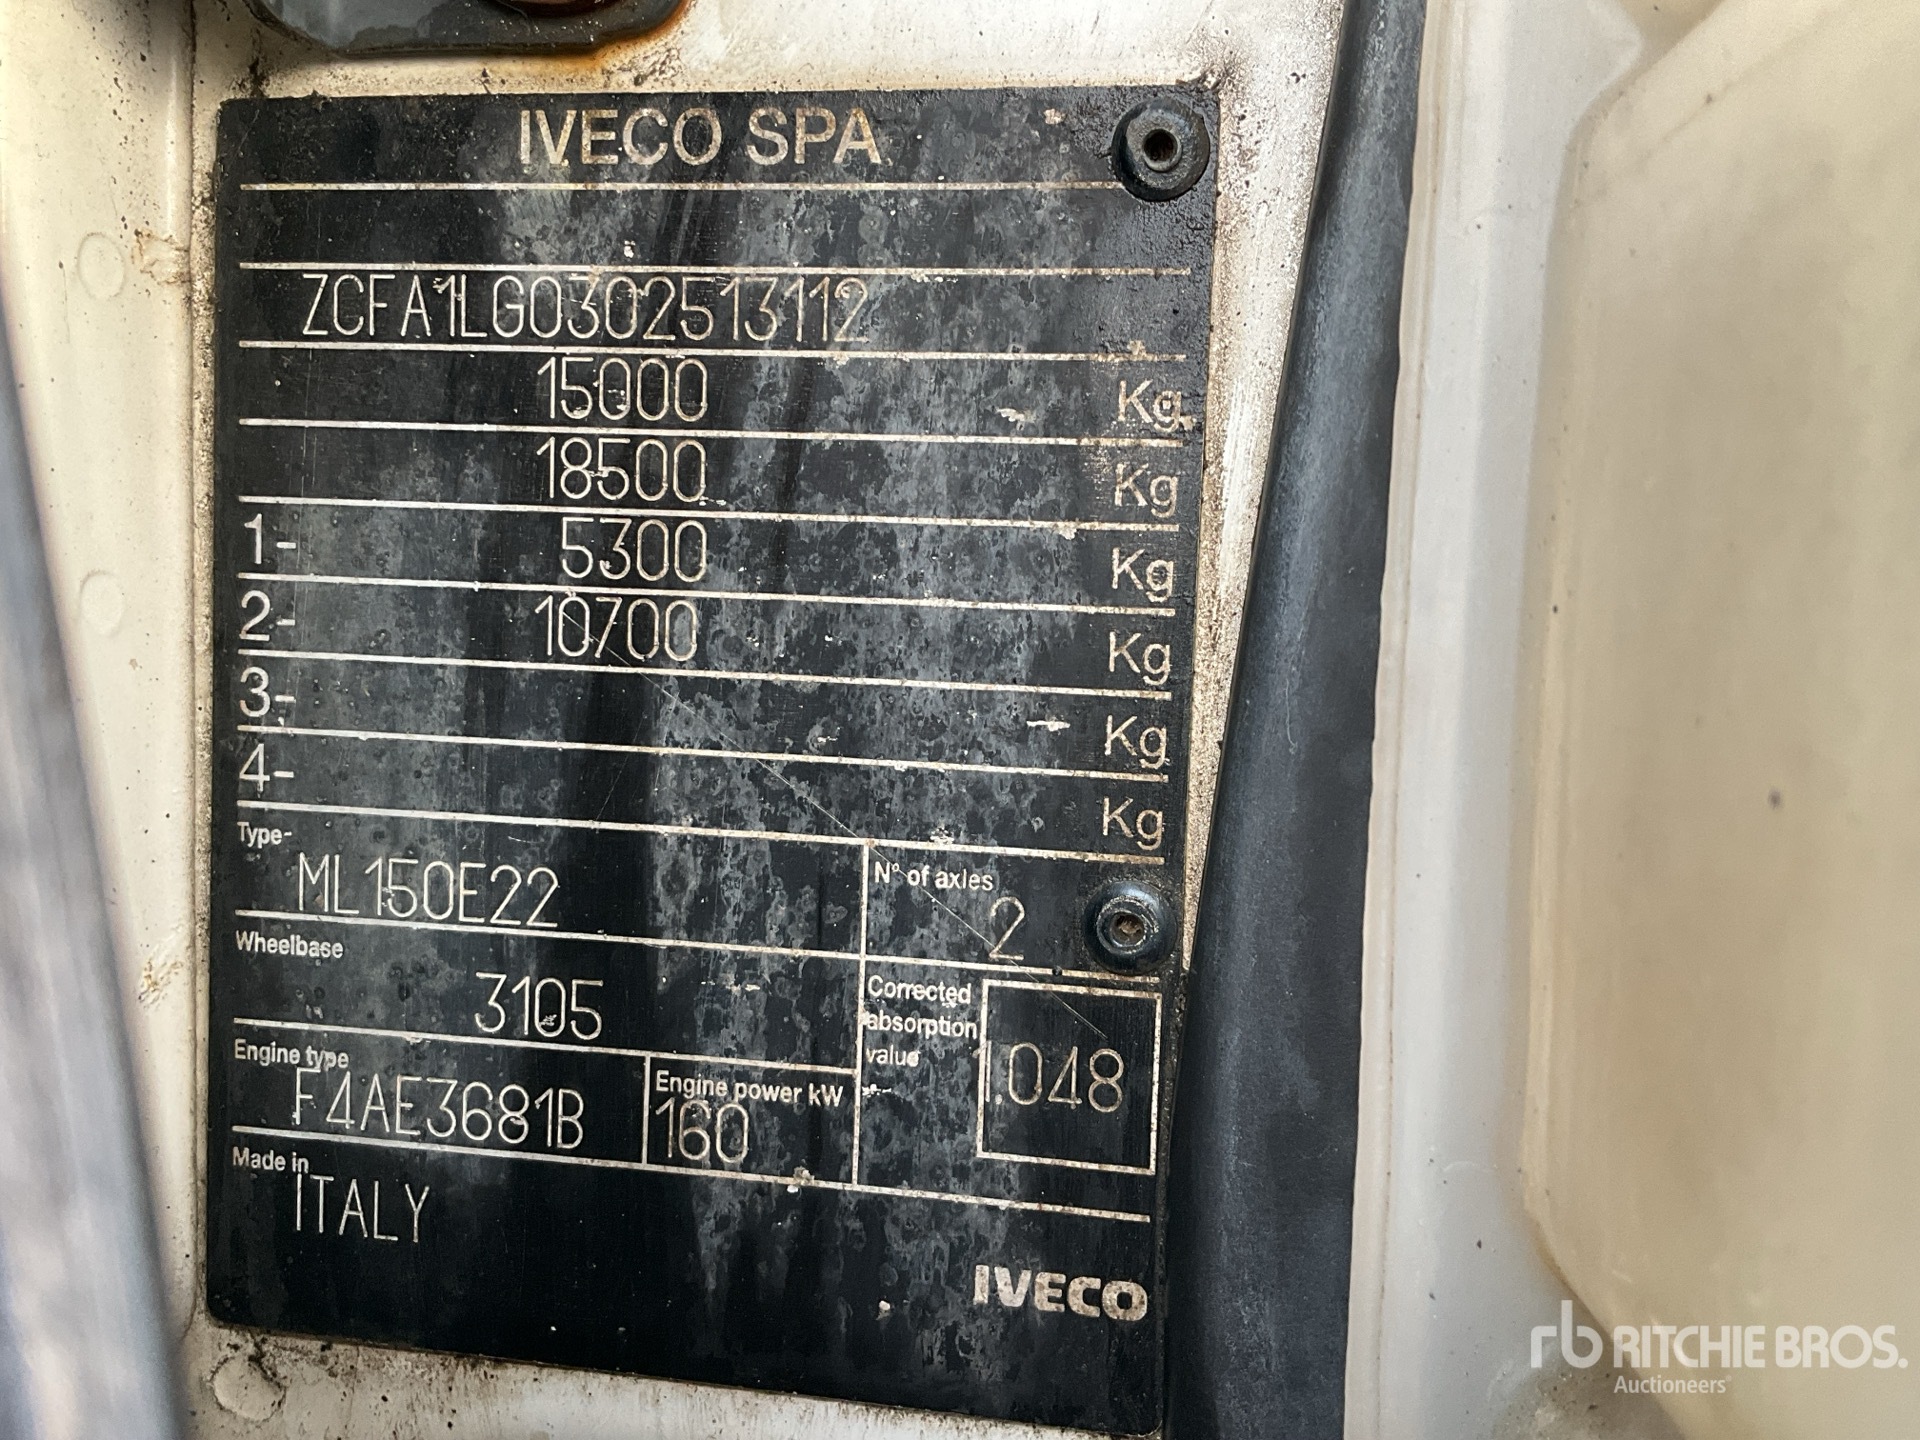 IVECO SPA
ZCFA1LG0302513112
15000 Kg
18500 Kg
1- 5300 Kg
2- 10700 Kg
3- Kg
4- Kg
Type-
ML150E22
N° of axles
2
Wheelbase
3105
Corrected
absorption
value
1.048
Engine type
F4AE3681B
Engine power kW
160
Made in
ITALY
IVECO
rb RITCHIE BROS.
Auctioneers